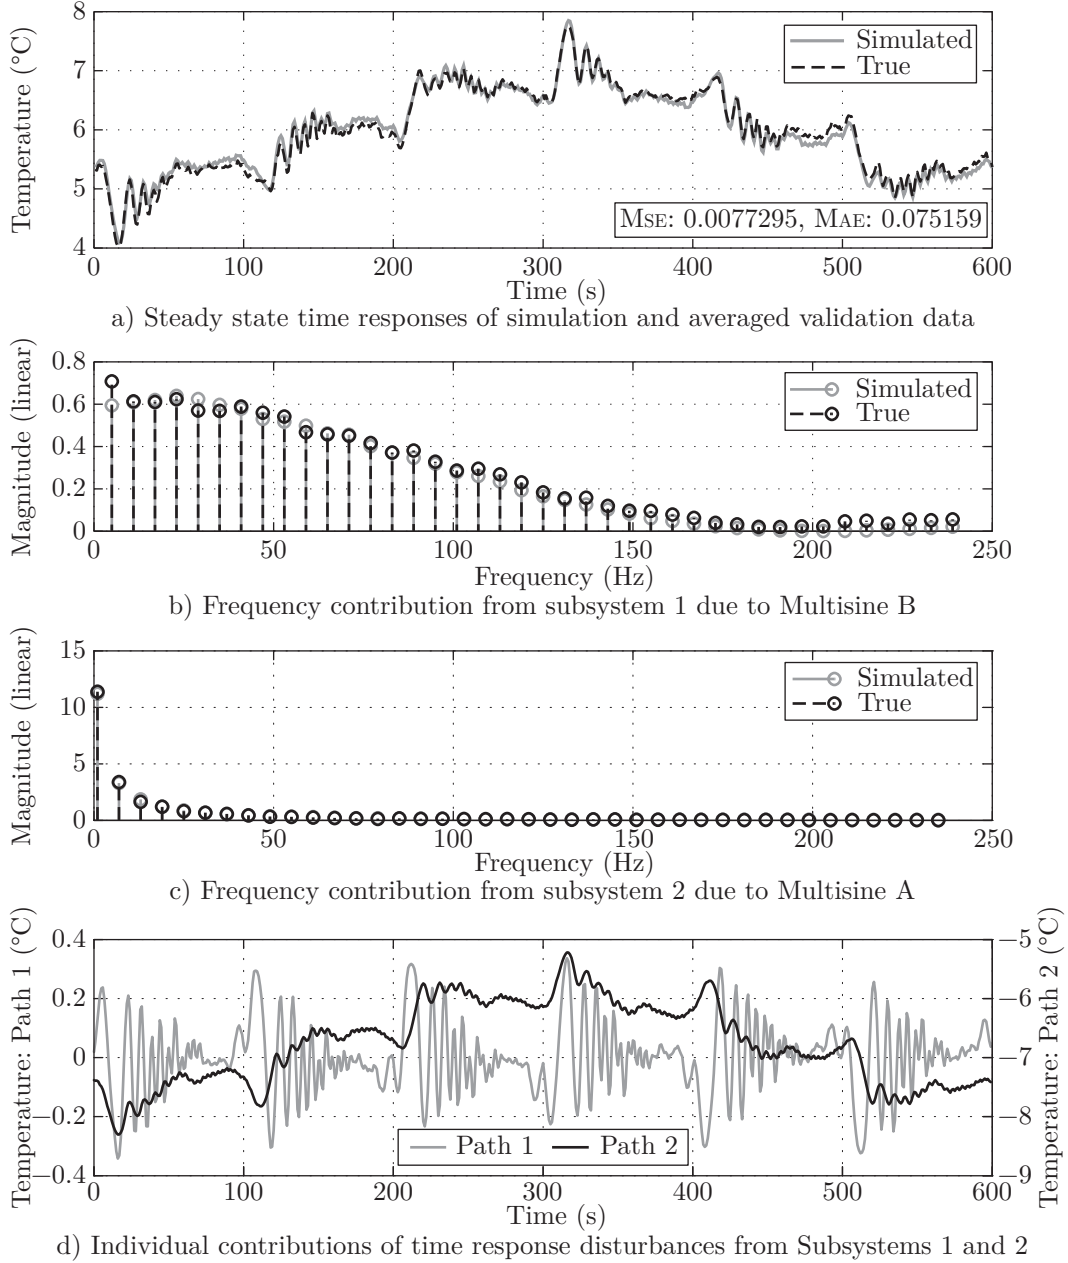 8
7
6
5
4
Temperature (°C)
Simulated
True
MSE: 0.0077295, MAE: 0.075159
0 100 200 300 400 500 600
Time (s)
a) Steady state time responses of simulation and averaged validation data
0.8
0.6
0.4
0.2
0
Magnitude (linear)
Simulated
True
0 50 100 150 200 250
Frequency (Hz)
b) Frequency contribution from subsystem 1 due to Multisine B
15
10
5
0
Magnitude (linear)
Simulated
True
0 50 100 150 200 250
Frequency (Hz)
c) Frequency contribution from subsystem 2 due to Multisine A
0.4
0.2
0
−0.2
−0.4
Temperature: Path 1 (°C)
Path 1 Path 2
−5
−6
−7
−8
−9
Temperature: Path 2 (°C)
0 100 200 300 400 500 600
Time (s)
d) Individual contributions of time response disturbances from Subsystems 1 and 2